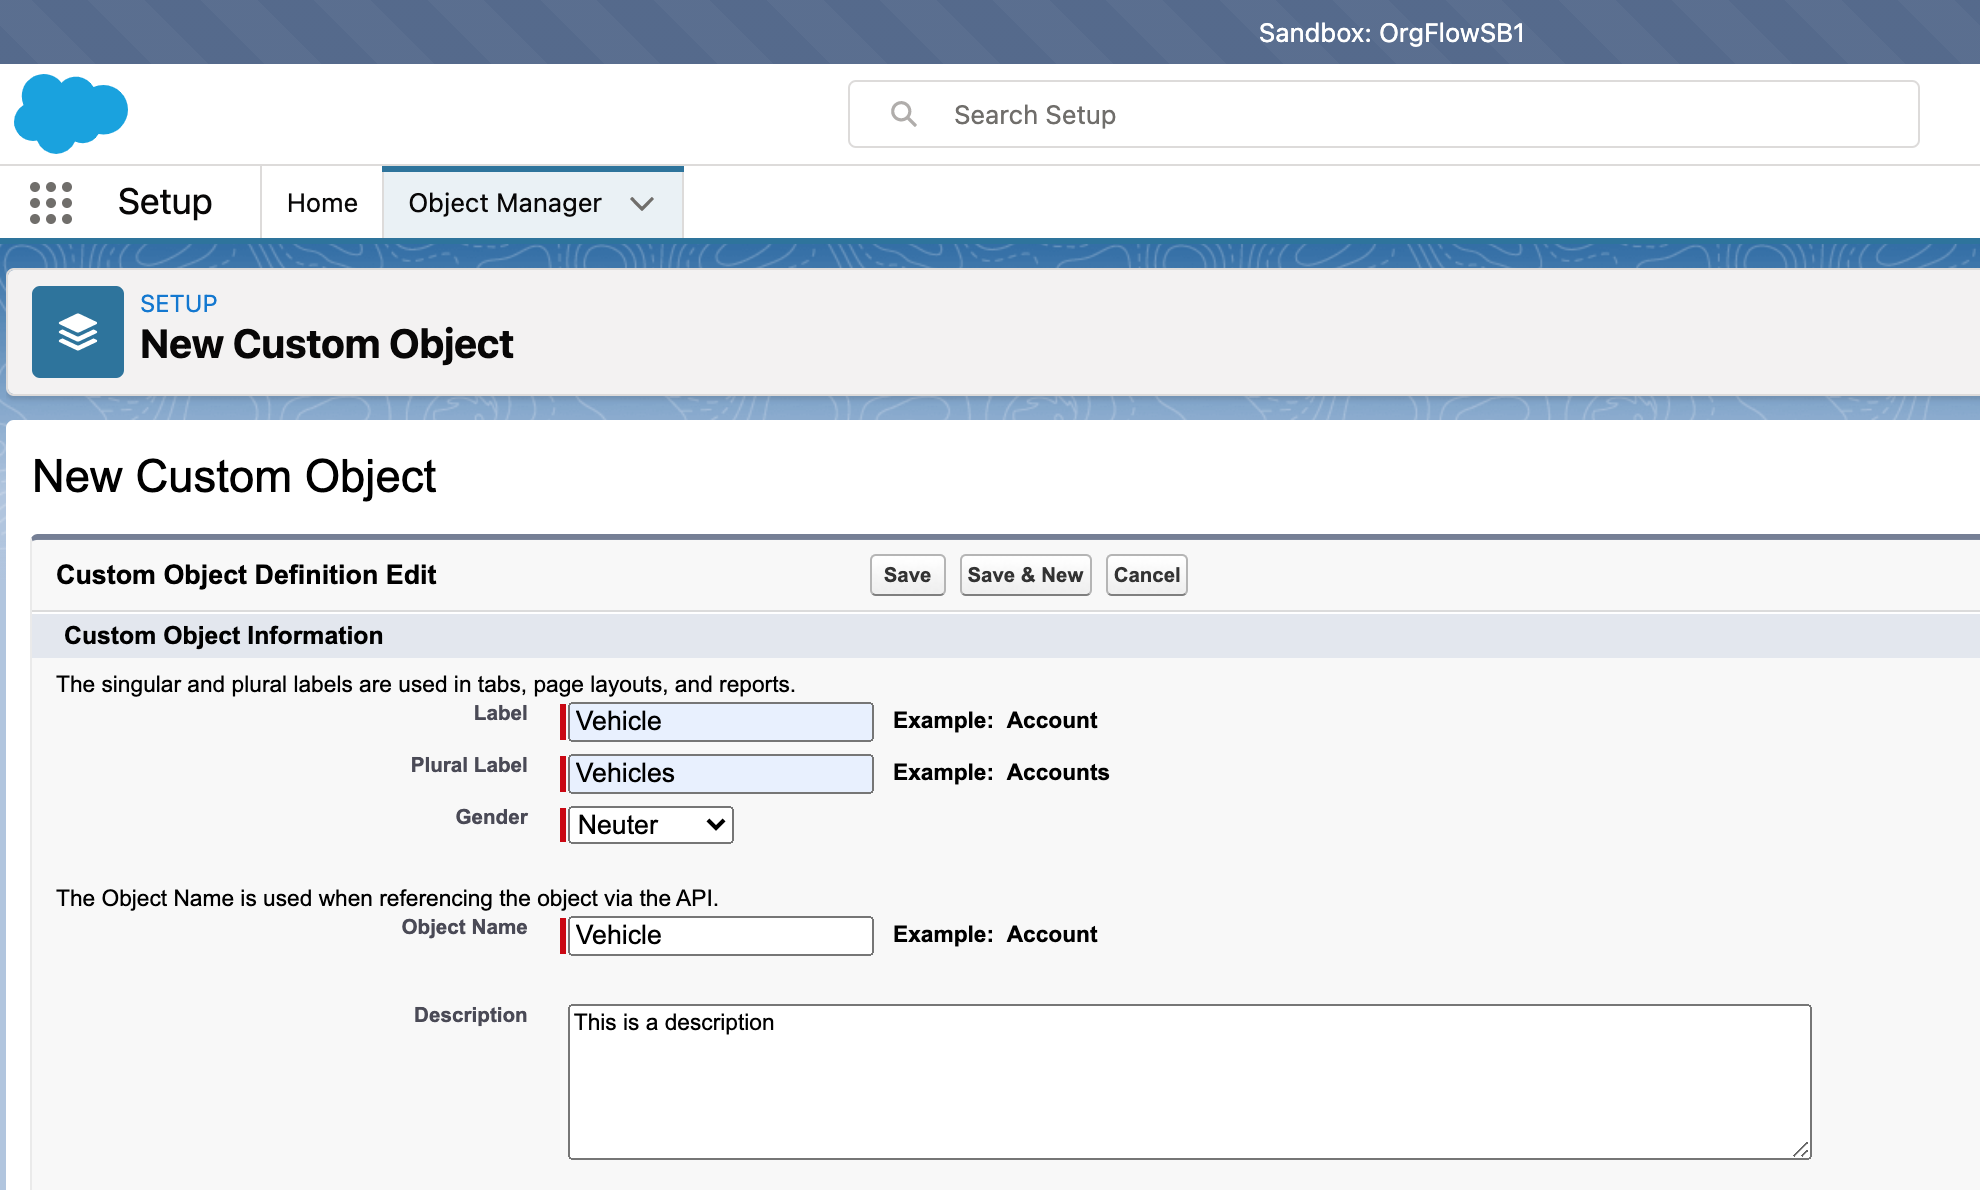 Sandbox: OrgFlowSB1
Search Setup
Setup Home Object Manager
SETUP
New Custom Object
New Custom Object
Custom Object Definition Edit Save Save & New Cancel
Custom Object Information
The singular and plural labels are used in tabs, page layouts, and reports.
Label Vehicle Example: Account
Plural Label Vehicles Example: Accounts
Gender Neuter
The Object Name is used when referencing the object via the API.
Object Name Vehicle Example: Account
Description This is a description